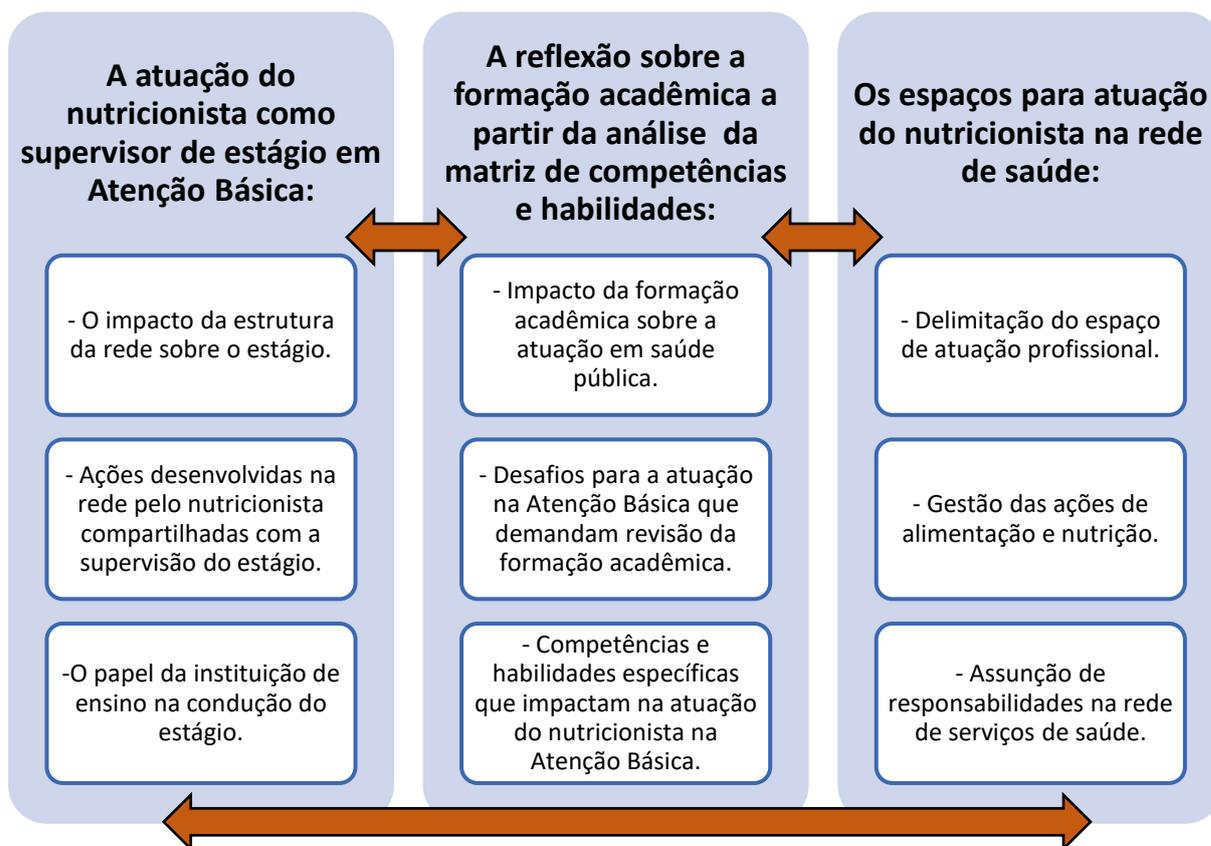 A atuação do
nutricionista como
supervisor de estágio em
Atenção Básica:
- O impacto da estrutura
da rede sobre o estágio.
- Ações desenvolvidas na
rede pelo nutricionista
compartilhadas com a
supervisão do estágio.
-O papel da instituição de
ensino na condução do
estágio.
A reflexão sobre a
formação acadêmica a
partir da análise da
matriz de competências
e habilidades:
- Impacto da formação
acadêmica sobre a
atuação em saúde
pública.
- Desafios para a atuação
na Atenção Básica que
demandam revisão da
formação acadêmica.
- Competências e
habilidades específicas
que impactam na atuação
do nutricionista na
Atenção Básica.
Os espaços para atuação
do nutricionista na rede
de saúde:
- Delimitação do espaço
de atuação profissional.
- Gestão das ações de
alimentação e nutrição.
- Assunção de
responsabilidades na rede
de serviços de saúde.